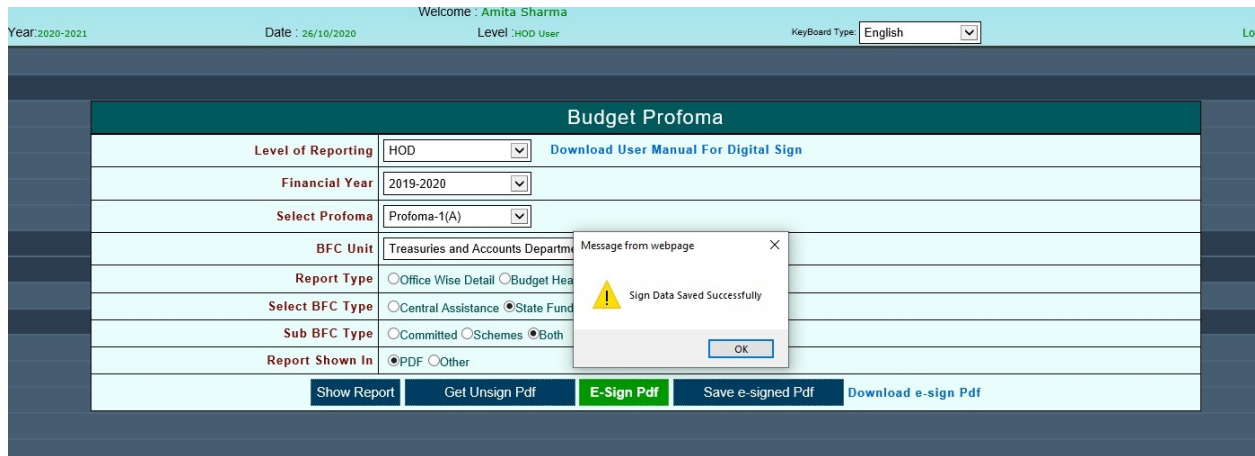 Welcome : Amita Sharma
Year:2020-2021 Date : 26/10/2020 Level :HOD User KeyBoard Type: English Lo
Budget Profoma
Level of Reporting HOD Download User Manual For Digital Sign
Financial Year 2019-2020
Select Profoma Profoma-1(A)
BFC Unit Treasuries and Accounts Departme
Message from webpage
Report Type Office Wise Detail Budget Hea
Sign Data Saved Successfully
Select BFC Type Central Assistance State Fund
Sub BFC Type Committed Schemes Both
OK
Report Shown In PDF Other
Show Report Get Unsign Pdf E-Sign Pdf Save e-signed Pdf Download e-sign Pdf